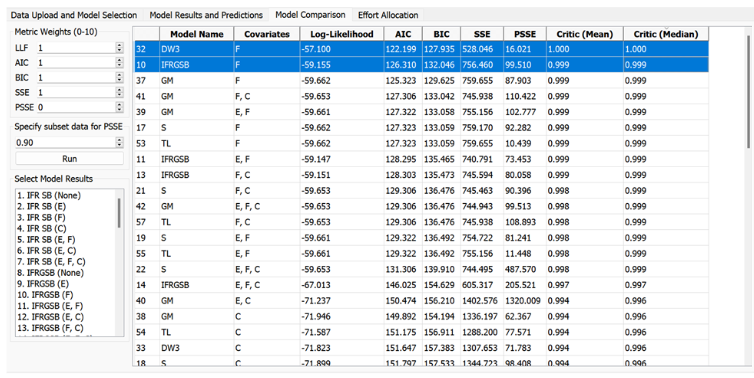 Data Upload and Model Selection Model Results and Predictions Model Comparison Effort Allocation
Metric Weights (0-10)
LLF 1
AIC 1
BIC 1
SSE 1
PSSE 0
Specify subset data for PSSE
0.90
Run
Select Model Results
1. IFR SB (None)
2. IFR SB (E)
3. IFR SB (F)
4. IFR SB (C)
5. IFR SB (E, F)
6. IFR SB (E, C)
7. IFR SB (E, F, C)
8. IFRGSB (None)
9. IFRGSB (E)
10. IFRGSB (F)
11. IFRGSB (E, F)
12. IFRGSB (E, C)
13. IFRGSB (F, C)
Model Name Covariates Log-Likelihood AIC BIC SSE PSSE Critic (Mean) Critic (Median)
32 DW3 F -57.100 122.199 127.935 528.046 16.021 1.000 1.000
10 IFRGSB F -59.155 126.310 132.046 756.460 99.510 0.999 0.999
37 GM F -59.662 125.323 129.625 759.655 87.903 0.999 0.999
41 GM F, C -59.653 127.306 133.042 745.938 110.422 0.999 0.999
39 GM E, F -59.661 127.322 133.058 755.156 102.777 0.999 0.999
17 S F -59.662 127.323 133.059 759.170 92.282 0.999 0.999
53 TL F -59.662 127.323 133.059 759.655 10.439 0.999 0.999
11 IFRGSB E, F -59.147 128.295 135.465 740.791 73.453 0.999 0.999
13 IFRGSB F, C -59.151 128.303 135.473 745.594 80.058 0.999 0.999
21 S F, C -59.653 129.306 136.476 745.463 90.396 0.998 0.999
42 GM E, F, C -59.653 129.306 136.476 744.943 99.513 0.998 0.999
57 TL F, C -59.653 129.306 136.476 745.938 108.893 0.999 0.999
19 S E, F -59.661 129.322 136.492 754.722 81.241 0.998 0.999
55 TL E, F -59.661 129.322 136.492 755.156 11.448 0.998 0.999
22 S E, F, C -59.653 131.306 139.910 744.495 487.570 0.998 0.999
14 IFRGSB E, F, C -67.013 146.025 154.629 605.317 205.521 0.997 0.997
40 GM E, C -71.237 150.474 156.210 1402.576 1320.009 0.994 0.996
38 GM C -71.946 149.892 154.194 1336.197 62.367 0.994 0.996
54 TL C -71.587 151.175 156.911 1288.200 77.571 0.994 0.996
33 DW3 C -71.823 151.647 157.383 1307.653 71.783 0.994 0.996
18 S C -71.899 151.797 157.533 1344.723 98.408 0.994 0.996